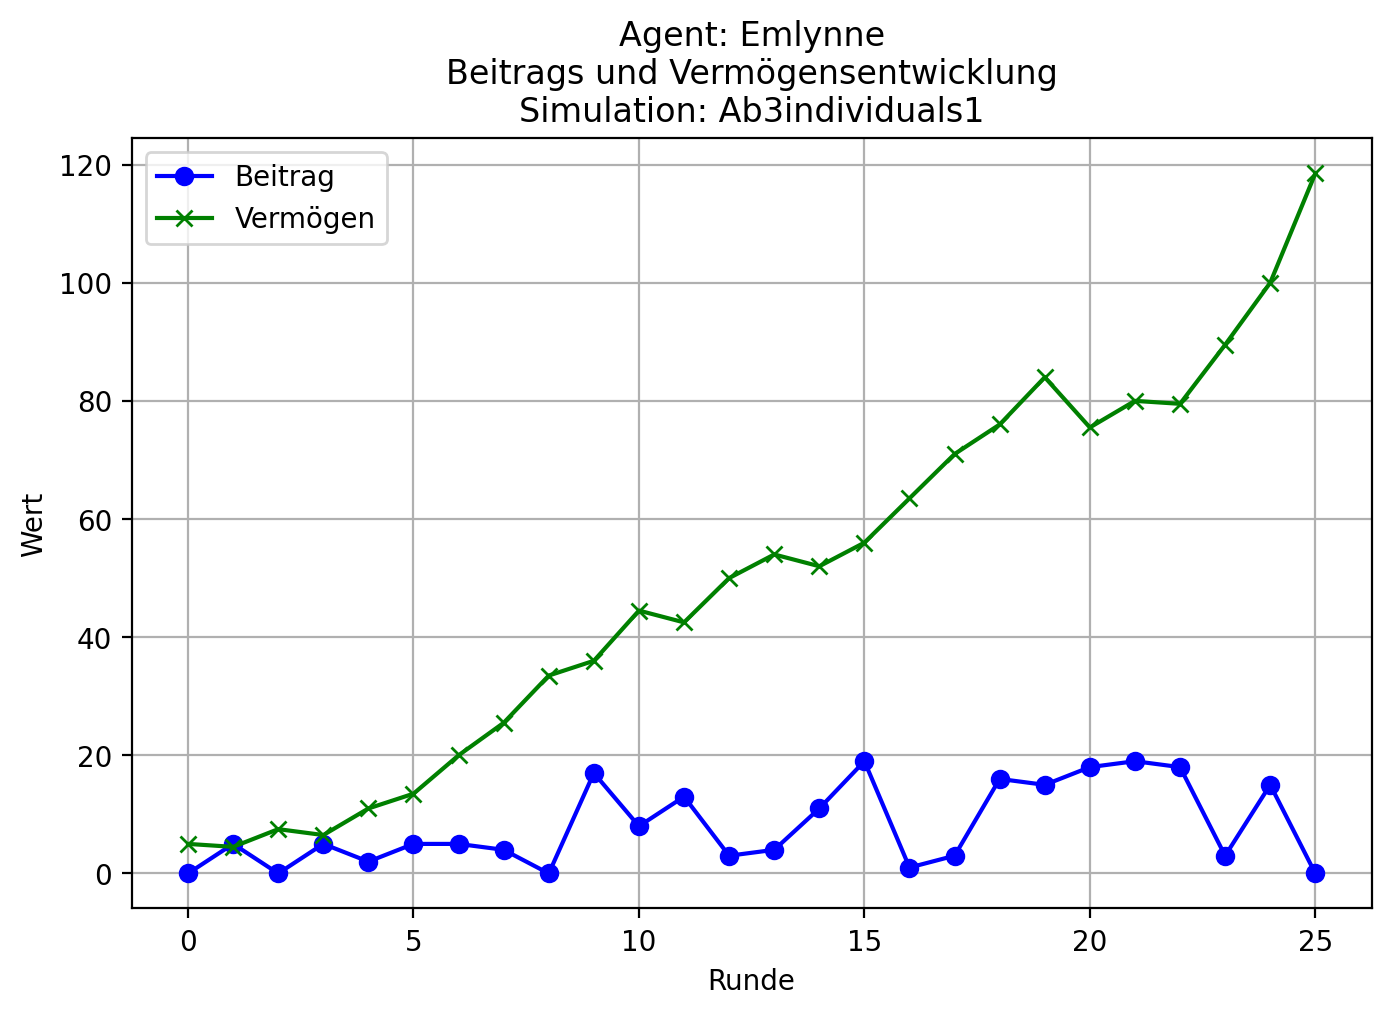 Agent: Emlynne
Beitrags und Vermögensentwicklung
Simulation: Ab3individuals1
Beitrag
Vermögen
120
100
80
60
40
20
0
Wert
0 5 10 15 20 25
Runde